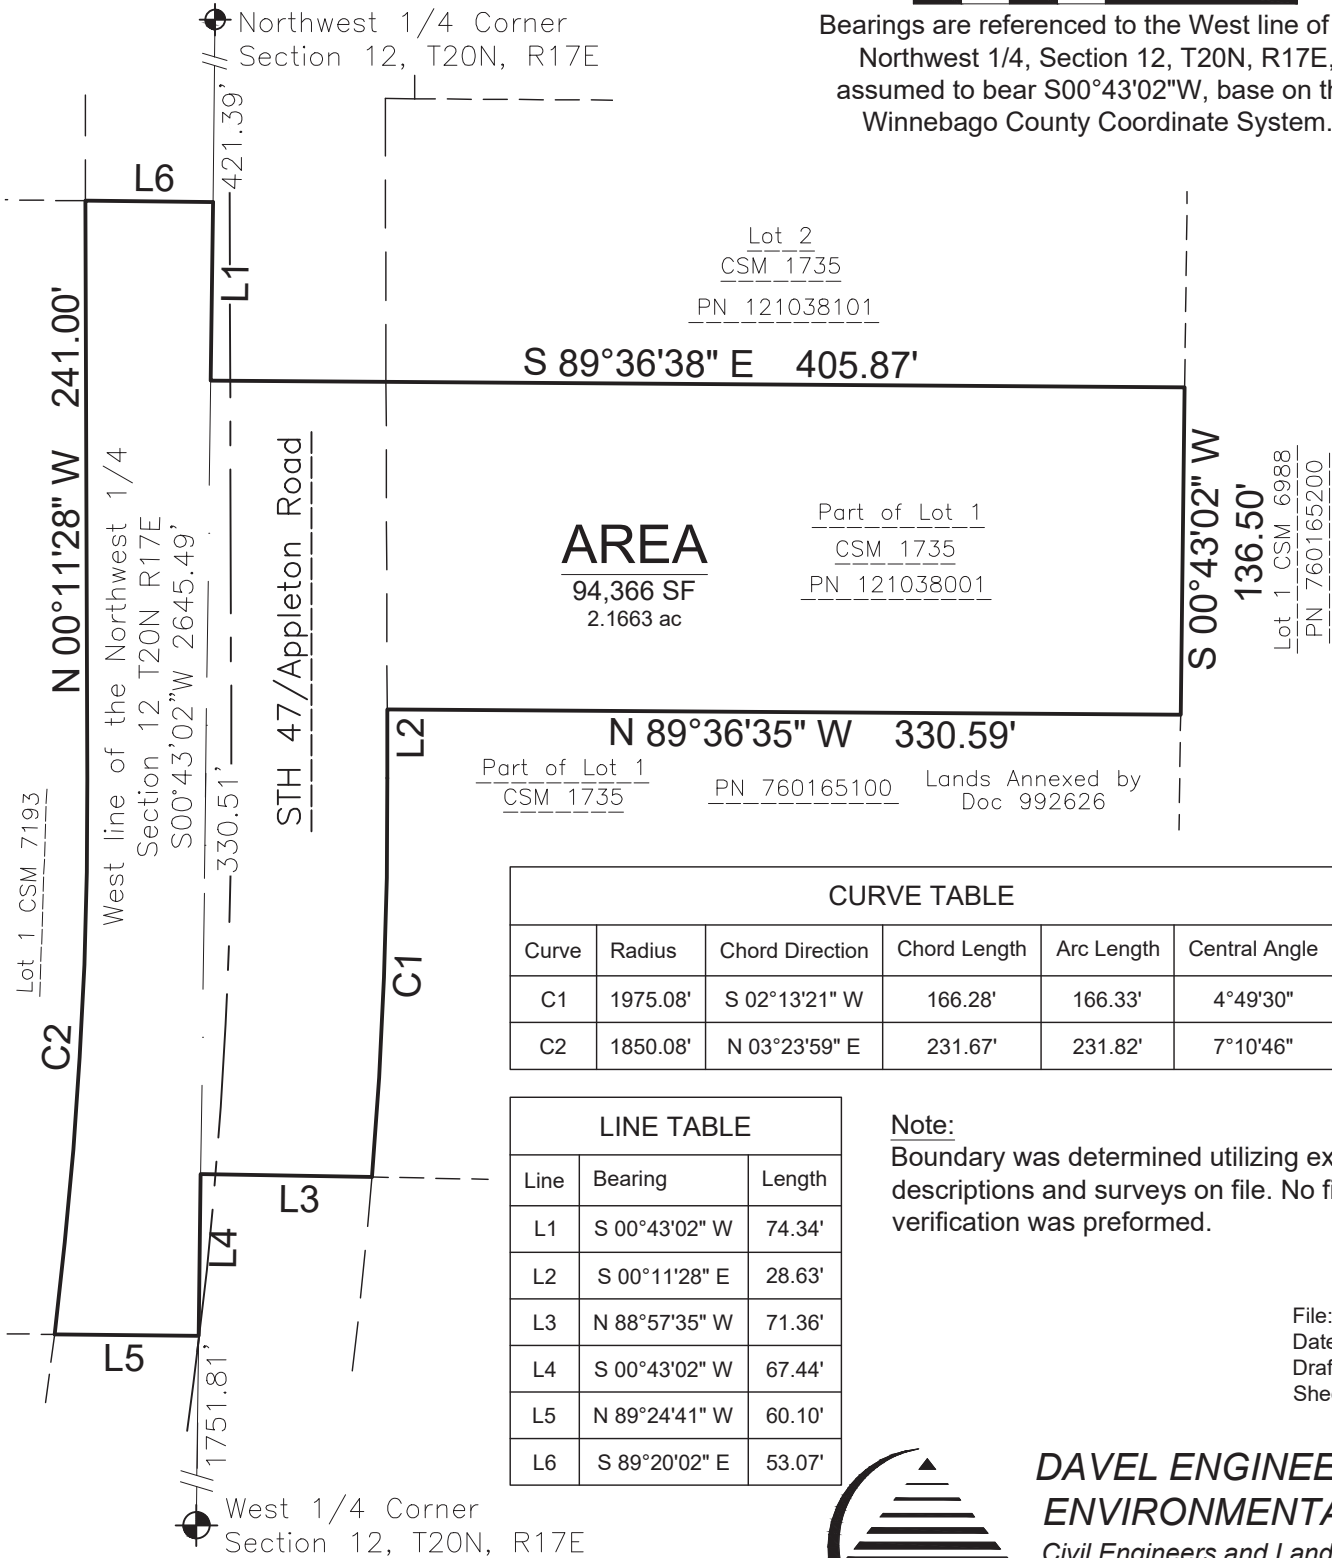 Northwest 1/4 Corner
Section 12, T20N, R17E
Bearings are referenced to the West line of
Northwest 1/4, Section 12, T20N, R17E,
assumed to bear S00°43'02"W, base on
Winnebago County Coordinate System.
421.39'
L6
L1
Lot 2
CSM 1735
PN 121038101
S 89°36'38" E 405.87'
N 00°11'28" W 241.00'
West line of the Northwest 1/4
Section 12 T20N R17E
S00°43'02"W 2645.49'
330.51'
STH 47/Appleton Road
AREA
94,366 SF
2.1663 ac
Part of Lot 1
CSM 1735
PN 121038001
S 00°43'02" W
136.50'
Lot 1 CSM 6988
PN 760165200
L2
N 89°36'35" W 330.59'
Part of Lot 1
CSM 1735
PN 760165100
Lands Annexed by
Doc 992626
Lot 1 CSM 7193
C2
C1
CURVE TABLE
Curve Radius Chord Direction Chord Length Arc Length Central Angle
C1 1975.08' S 02°13'21" W 166.28' 166.33' 4°49'30"
C2 1850.08' N 03°23'59" E 231.67' 231.82' 7°10'46"
LINE TABLE
Line Bearing Length
L1 S 00°43'02" W 74.34'
L2 S 00°11'28" E 28.63'
L3 N 88°57'35" W 71.36'
L4 S 00°43'02" W 67.44'
L5 N 89°24'41" W 60.10'
L6 S 89°20'02" E 53.07'
Note:
Boundary was determined utilizing
descriptions and surveys on file. No
verification was preformed.
L3
L4
L5
1751.81'
File:
West 1/4 Corner
Section 12, T20N, R17E
DAVEL
Civil Engineers and